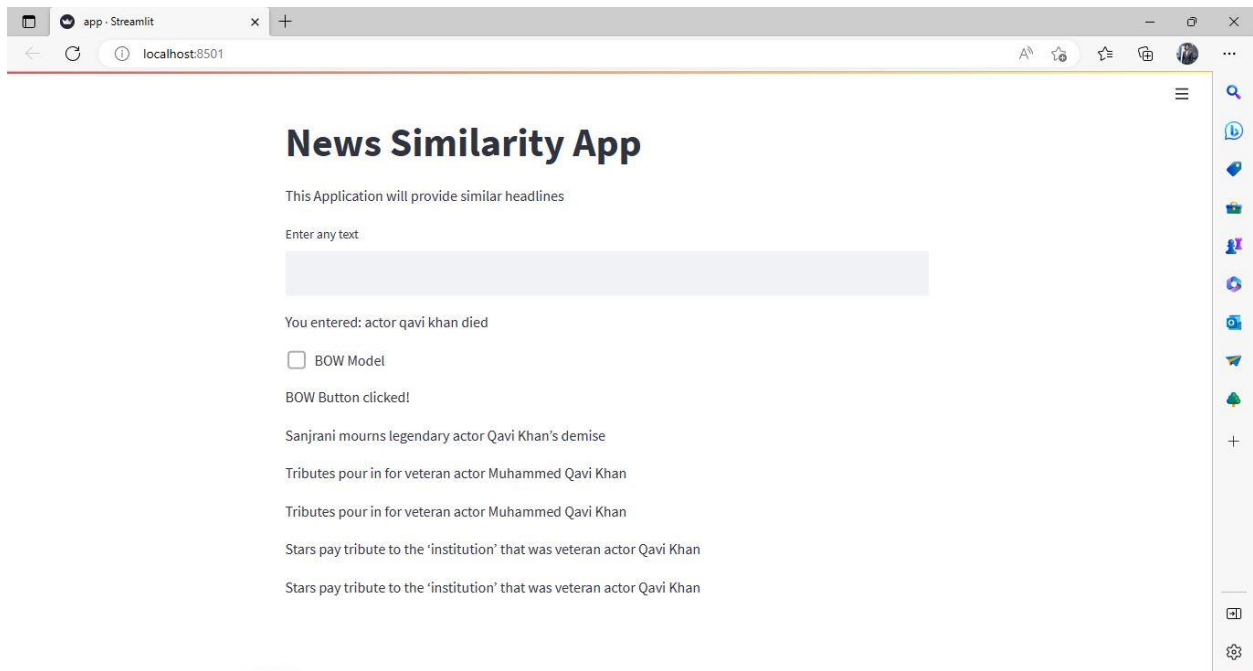 app · Streamlit
localhost:8501
News Similarity App
This Application will provide similar headlines
Enter any text
You entered: actor qavi khan died
BOW Model
BOW Button clicked!
Sanjrani mourns legendary actor Qavi Khan’s demise
Tributes pour in for veteran actor Muhammed Qavi Khan
Tributes pour in for veteran actor Muhammed Qavi Khan
Stars pay tribute to the ‘institution’ that was veteran actor Qavi Khan
Stars pay tribute to the ‘institution’ that was veteran actor Qavi Khan